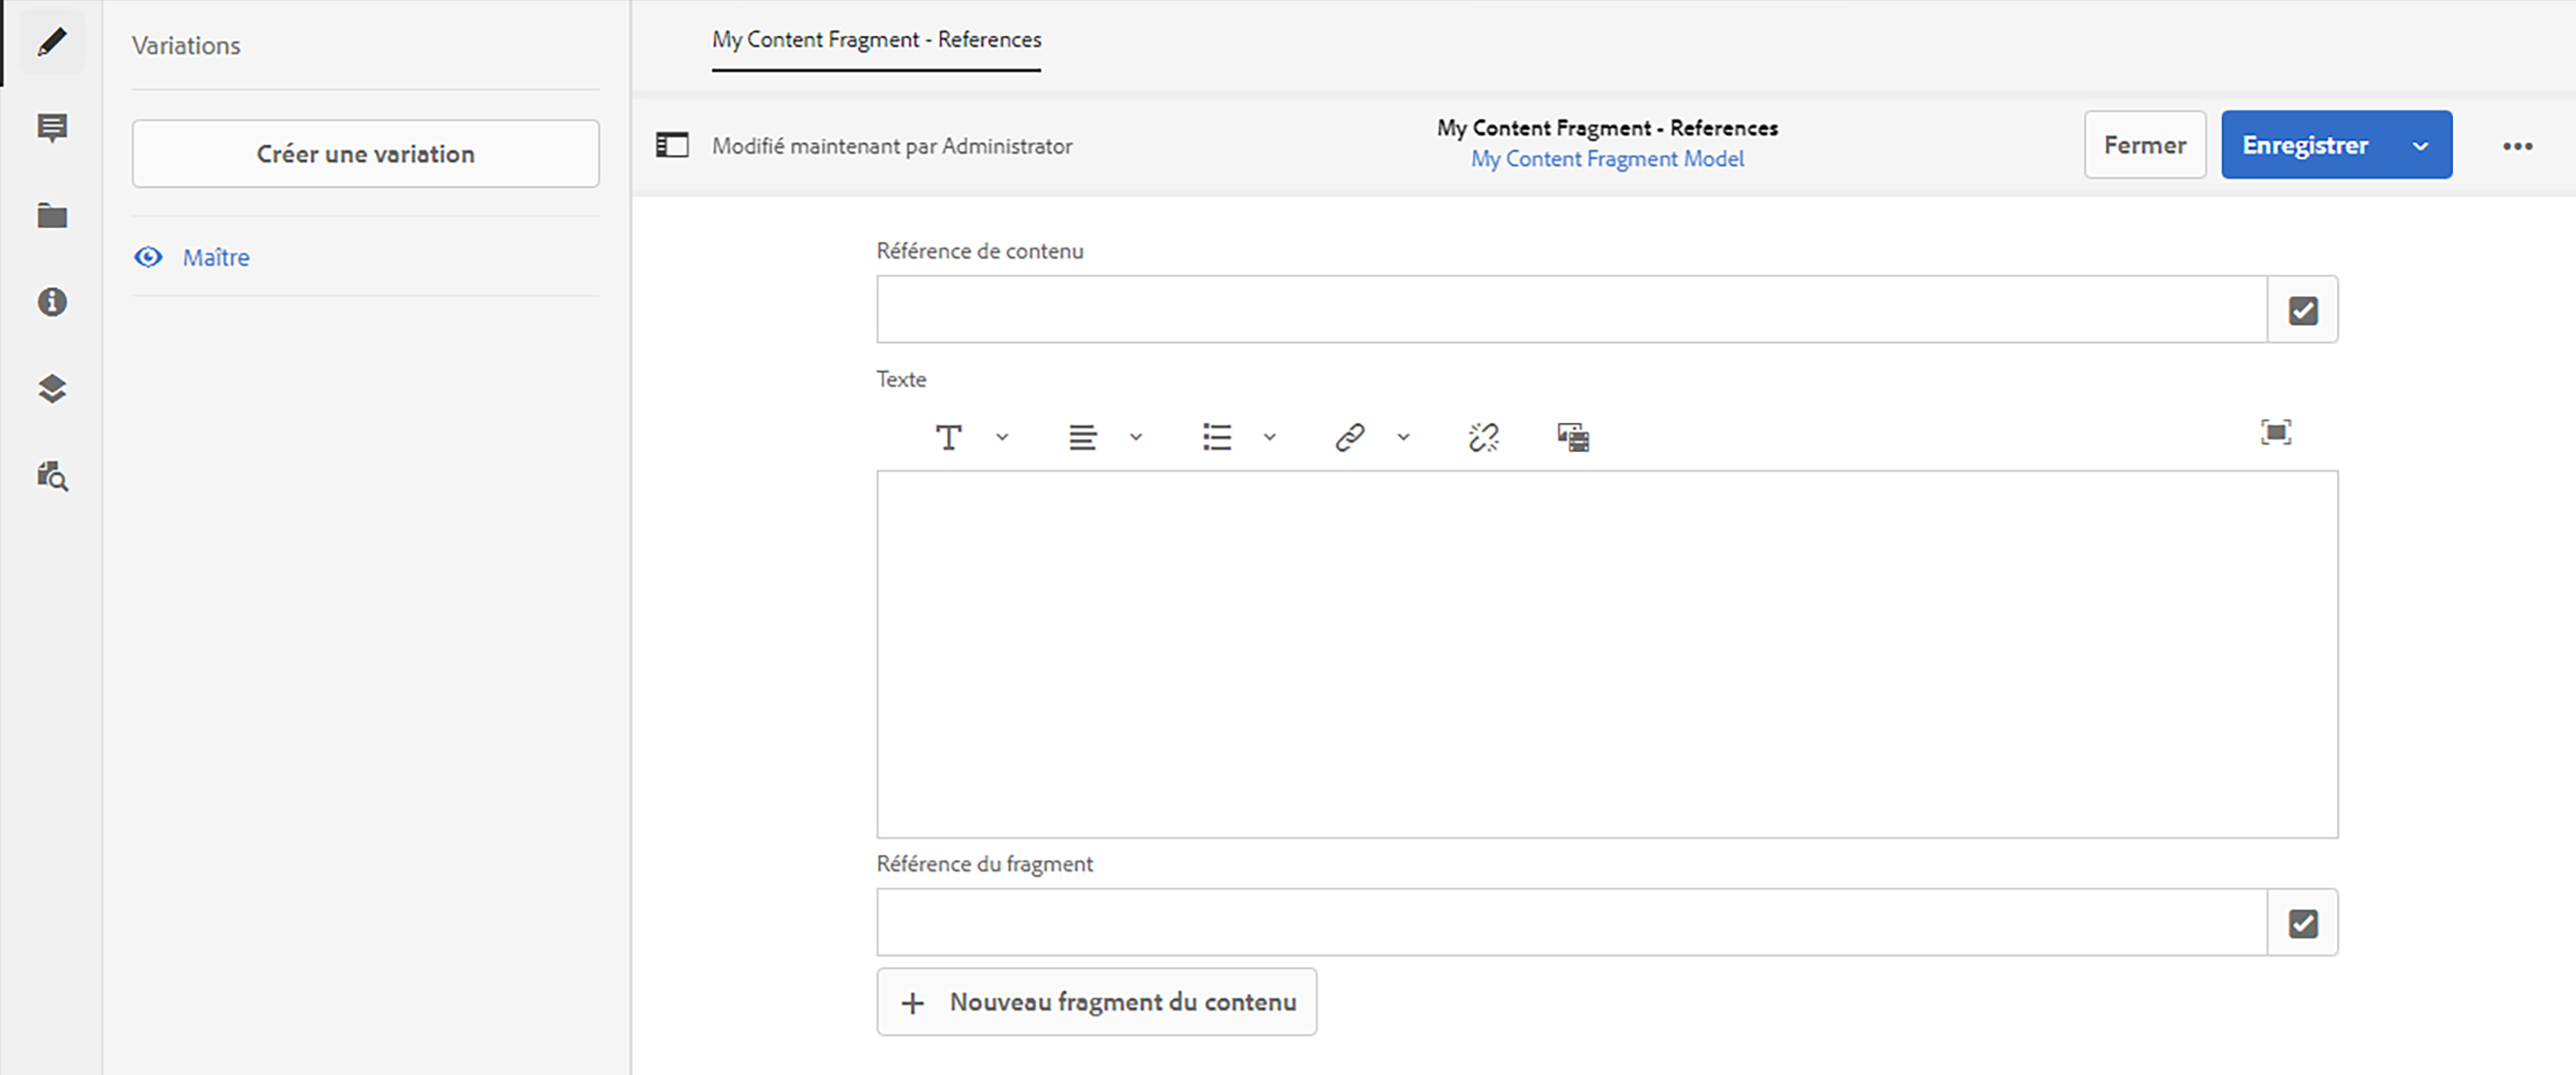 Variations
Créer une variation
Maître
My Content Fragment - References
Modifié maintenant par Administrator
My Content Fragment - References
My Content Fragment Model
Fermer
Enregistrer
Référence de contenu
Texte
Référence du fragment
Nouveau fragment du contenu